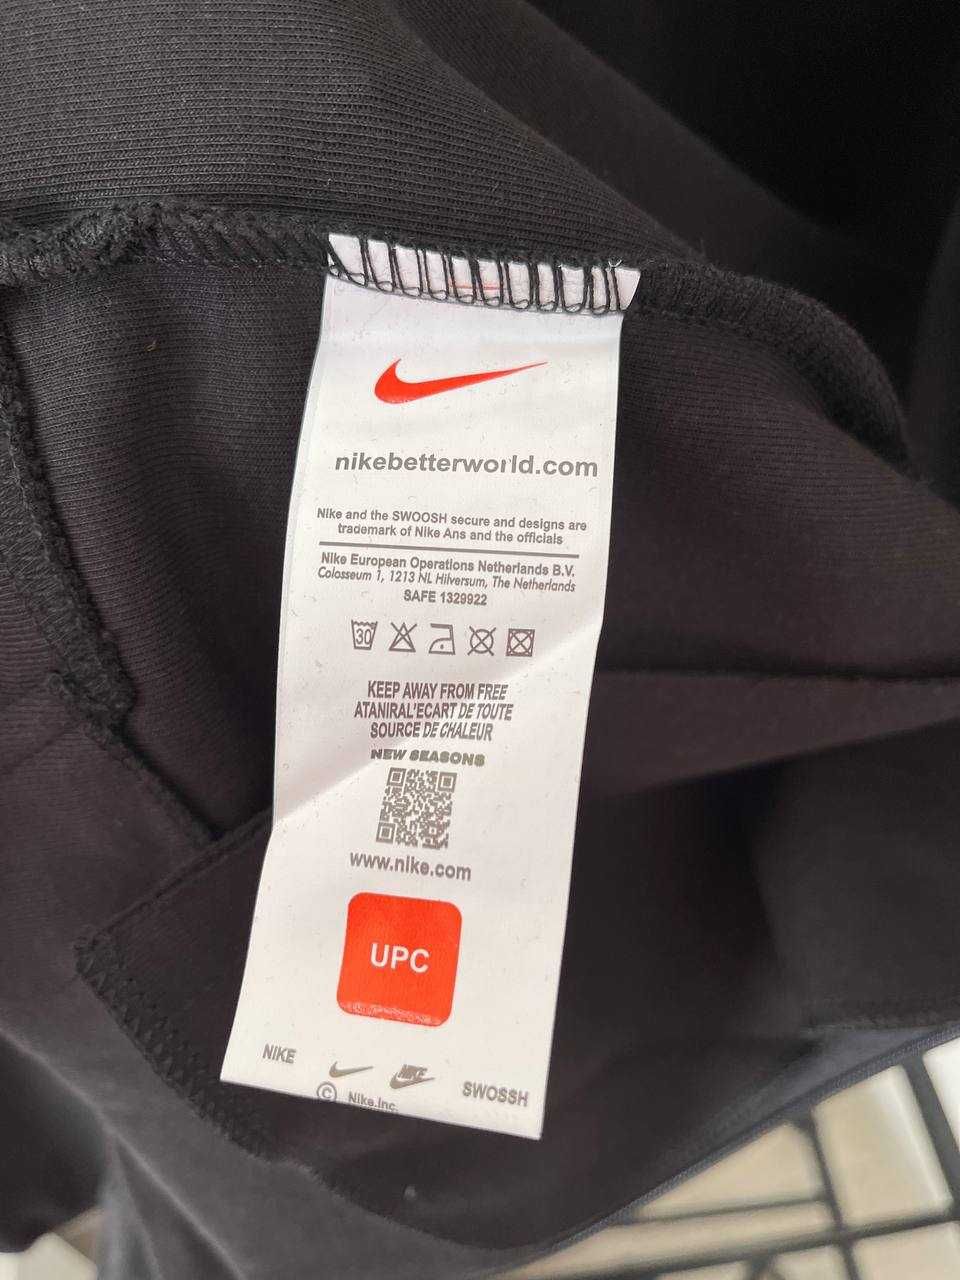 nikebetterworld.com
Nike and the SWOOSH secure and designs are
trademark of Nike Ans and the officials
Nike European Operations Netherlands B.V.
Colosseum 1, 1213 NL Hilversum, The Netherlands
SAFE 1329922
30
KEEP AWAY FROM FREE
ATANIRAL'ECART DE TOUTE
SOURCE DE CHALEUR
NEW SEASONS
www.nike.com
UPC
NIKE
NIKE
SWOSSH
© Nike.Inc.